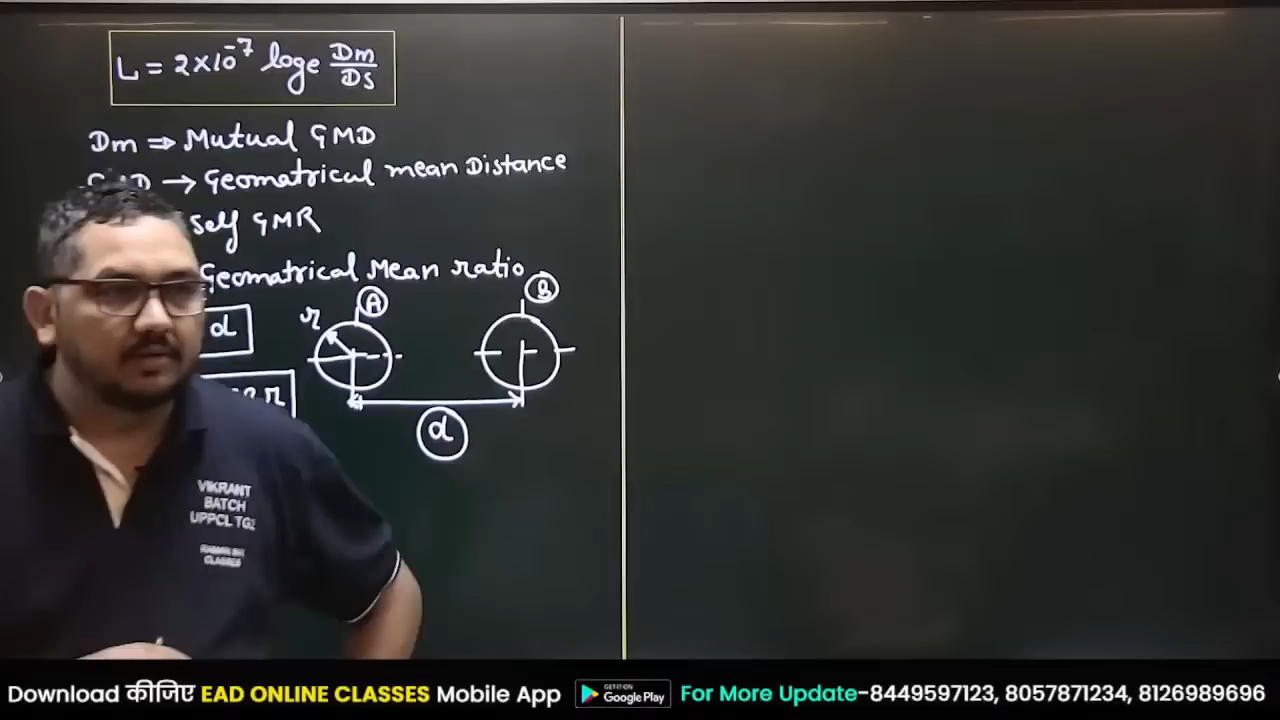 L = 2×10⁻⁷ loge Dm/Ds
Dm ⇒ Mutual GMD
GMD → Geomatrical mean Distance
Self GMR
Geomatrical Mean ratio
A
B
r
d
r
d
VIKRANT
BATCH
UPPCL TG2
CLASSES
Download कीजिए EAD ONLINE CLASSES Mobile App
GET IT ON
Google Play
For More Update-8449597123, 8057871234, 8126989696